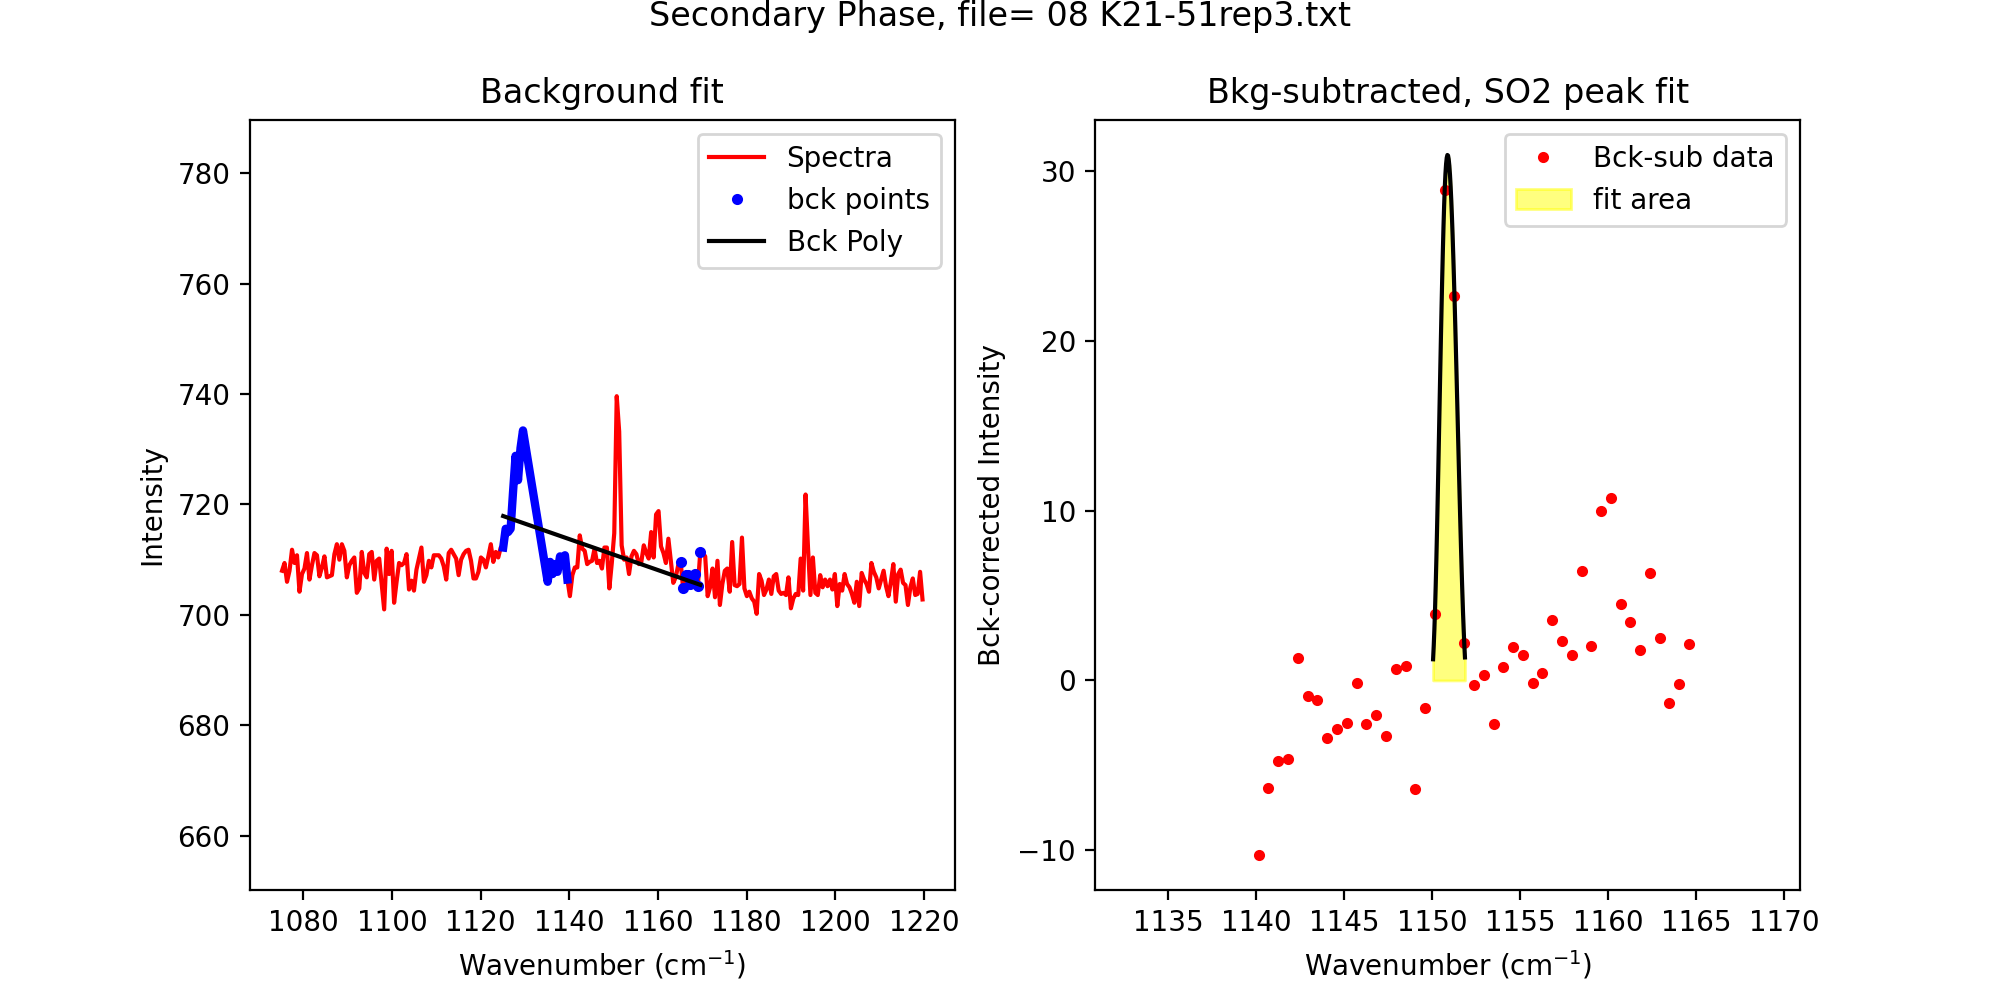 Secondary Phase, file= 08 K21-51rep3.txt
Background fit
Spectra
bck points
Bck Poly
Intensity
780
760
740
720
700
680
660
1080 1100 1120 1140 1160 1180 1200 1220
Wavenumber (cm⁻¹)
Bkg-subtracted, SO2 peak fit
Bck-sub data
fit area
Bck-corrected Intensity
30
20
10
0
−10
1135 1140 1145 1150 1155 1160 1165 1170
Wavenumber (cm⁻¹)